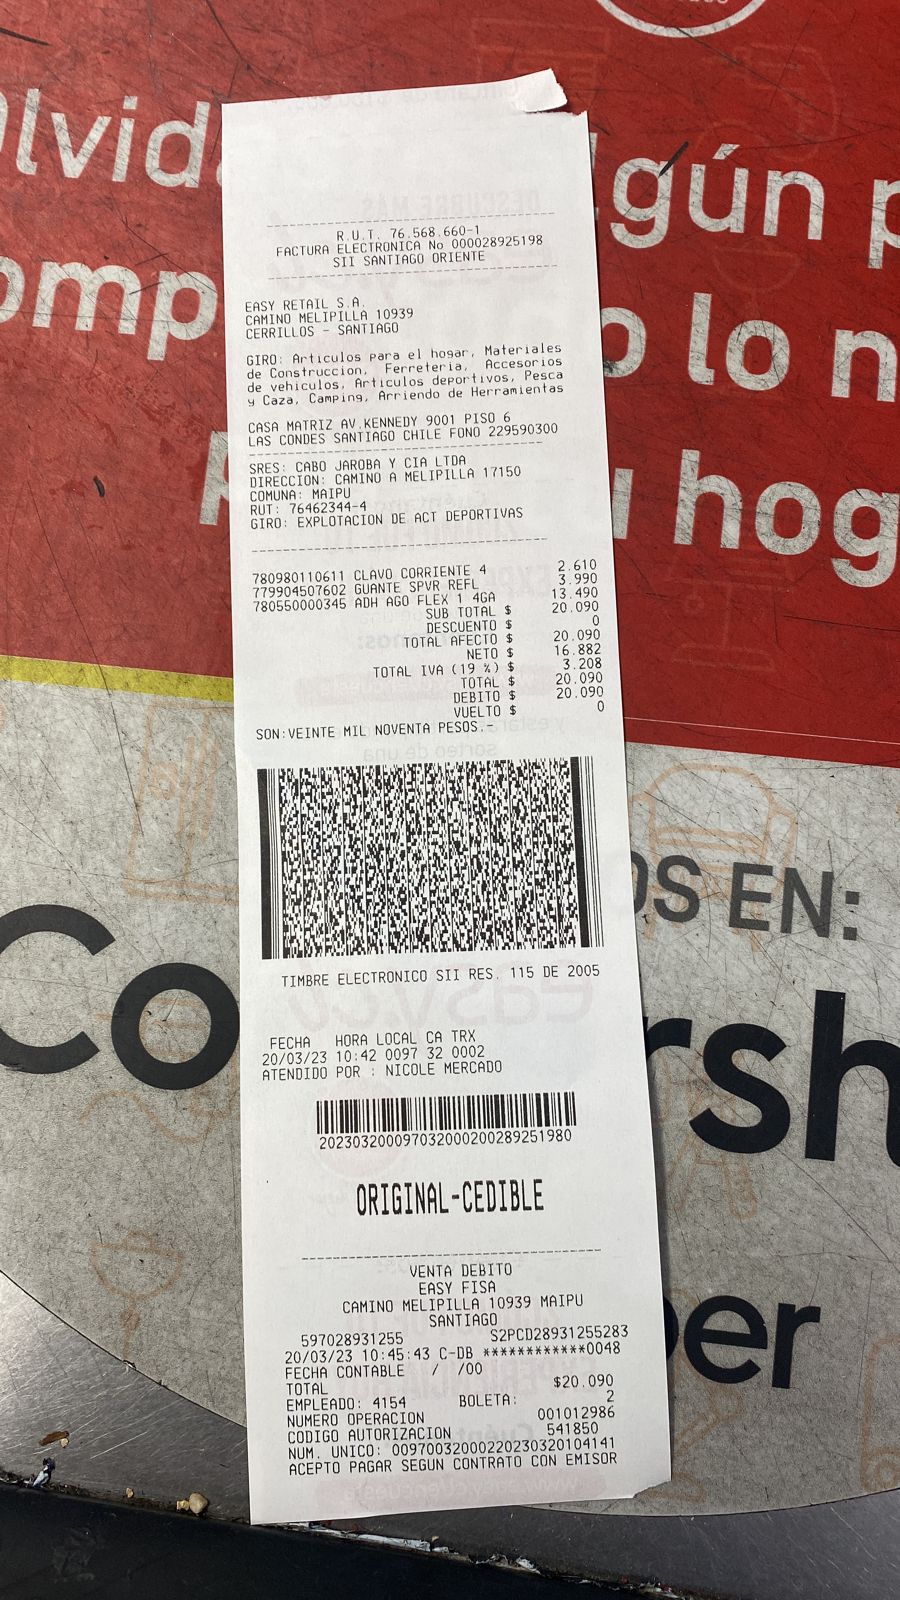 Olvid
lgún p
omp
o lo n
u hog
OS EN:
Co
rsh
per
R.U.T. 76.568.660-1
FACTURA ELECTRONICA No 000028925198
SII SANTIAGO ORIENTE
EASY RETAIL S.A.
CAMINO MELIPILLA 10939
CERRILLOS - SANTIAGO
GIRO: Articulos para el hogar, Materiales
de Construccion, Ferreteria, Accesorios
de vehiculos, Articulos deportivos, Pesca
y Caza, Camping, Arriendo de Herramientas
CASA MATRIZ AV.KENNEDY 9001 PISO 6
LAS CONDES SANTIAGO CHILE FONO 229590300
SRES: CABO JAROBA Y CIA LTDA
DIRECCION: CAMINO A MELIPILLA 17150
COMUNA: MAIPU
RUT: 76462344-4
GIRO: EXPLOTACION DE ACT DEPORTIVAS
780980110611 CLAVO CORRIENTE 4 2.610
779904507602 GUANTE SPVR REFL 3.990
780550000345 ADH AGO FLEX 1 4GA 13.490
SUB TOTAL $ 20.090
DESCUENTO $ 0
TOTAL AFECTO $ 20.090
NETO $ 16.882
TOTAL IVA (19 %) $ 3.208
TOTAL $ 20.090
DEBITO $ 20.090
VUELTO $ 0
SON:VEINTE MIL NOVENTA PESOS.-
TIMBRE ELECTRONICO SII RES. 115 DE 2005
FECHA HORA LOCAL CA TRX
20/03/23 10:42 0097 32 0002
ATENDIDO POR : NICOLE MERCADO
2023032000970320002002892519​80
ORIGINAL-CEDIBLE
VENTA DEBITO
EASY FISA
CAMINO MELIPILLA 10939 MAIPU
SANTIAGO
597028931255 S2PCD28931255283
20/03/23 10:45:43 C-DB ************0048
FECHA CONTABLE / /00
TOTAL $20.090
EMPLEADO: 4154 BOLETA: 2
NUMERO OPERACION 001012986
CODIGO AUTORIZACION 541850
NUM. UNICO: 0097003200022023032010​4141
ACEPTO PAGAR SEGUN CONTRATO CON EMISOR